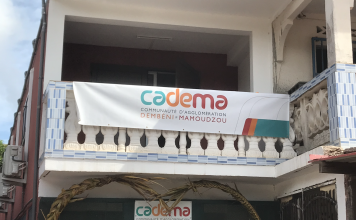 cadema
COMMUNAUTÉ D'AGGLOMÉRATION
DEMBENI-MAMOUDZOU
cadema